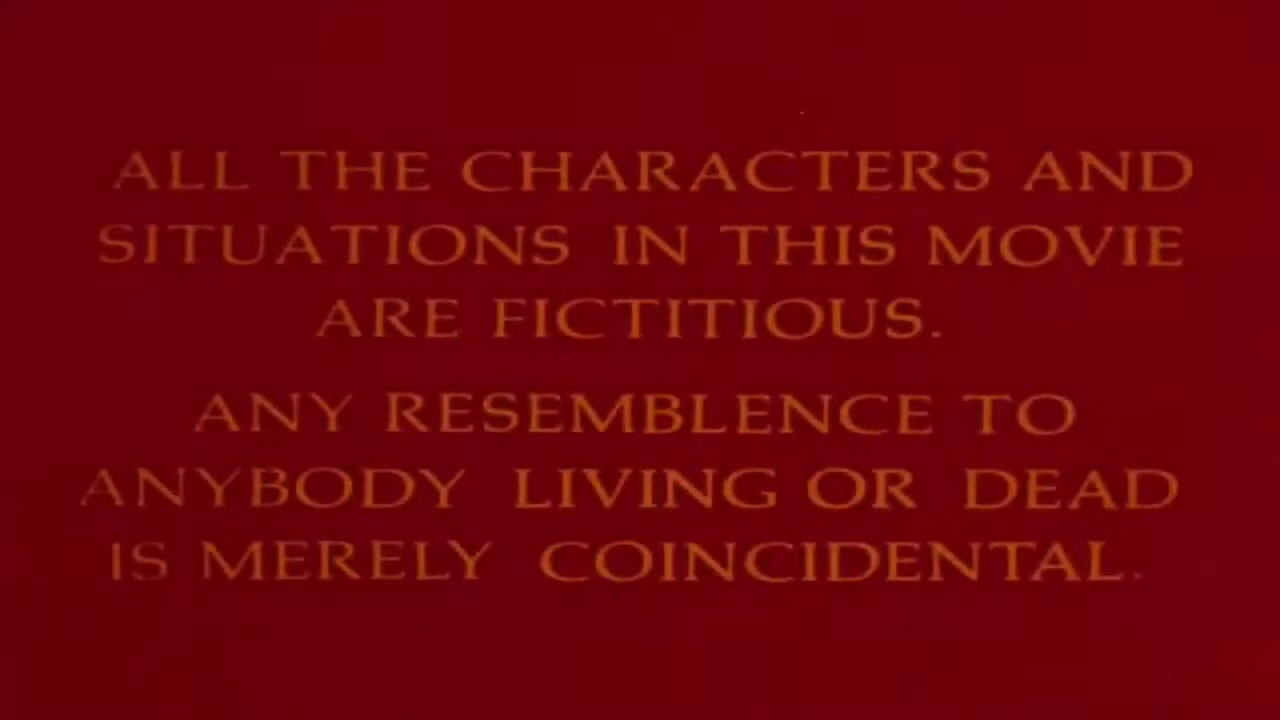 ALL THE CHARACTERS AND
SITUATIONS IN THIS MOVIE
ARE FICTITIOUS.
ANY RESEMBLENCE TO
ANYBODY LIVING OR DEAD
IS MERELY COINCIDENTAL.